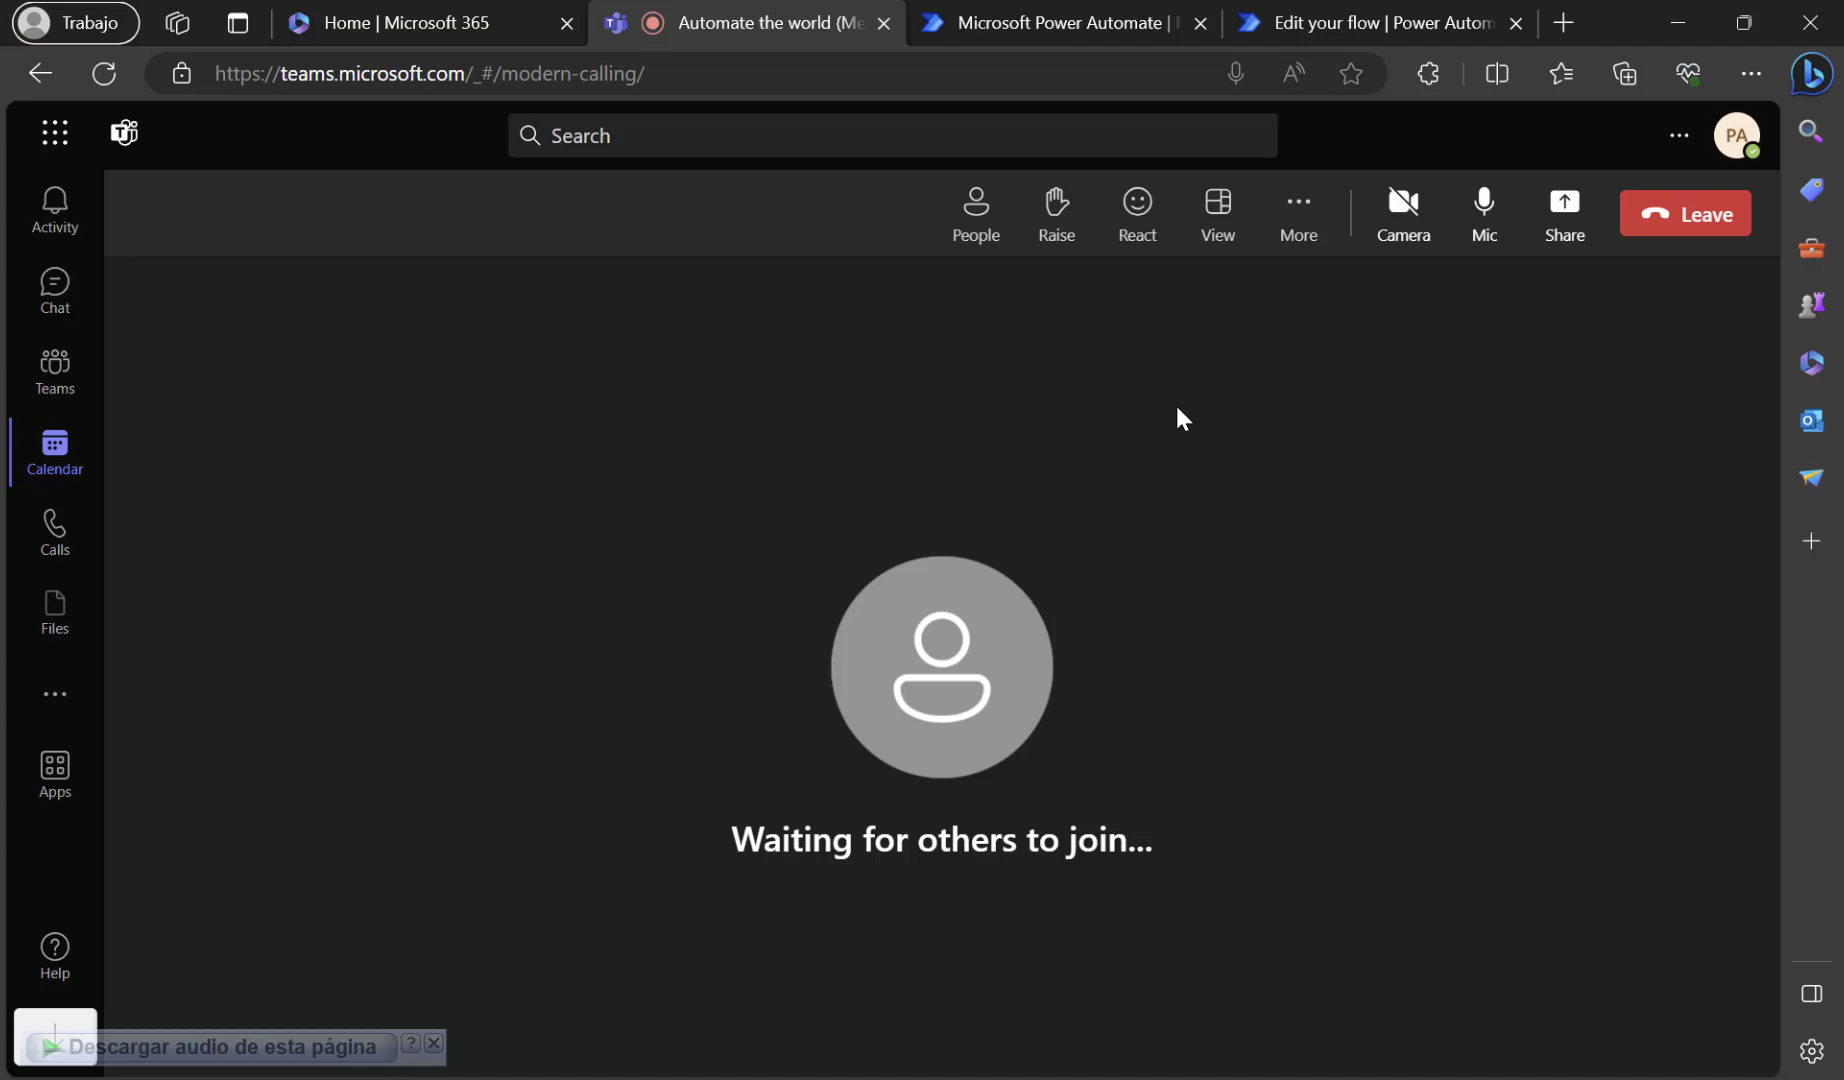 Trabajo
Home | Microsoft 365
Automate the world (Me
Microsoft Power Automate |
Edit your flow | Power Autom
https://teams.microsoft.com/_#/modern-calling/
Search
PA
People
Raise
React
View
More
Camera
Mic
Share
Leave
Activity
Chat
Teams
Calendar
Calls
Files
Apps
Waiting for others to join...
Help
Descargar audio de esta página